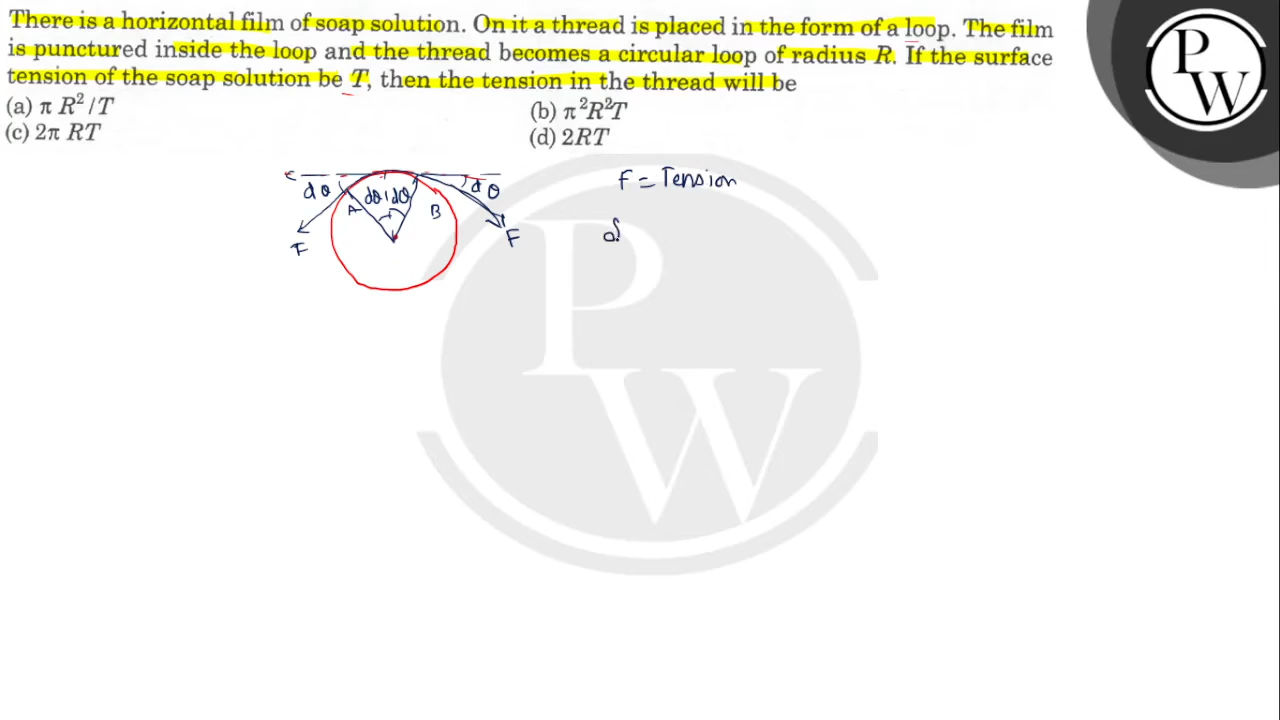 There is a horizontal film of soap solution. On it a thread is placed in the form of a loop. The film
is punctured inside the loop and the thread becomes a circular loop of radius R. If the surface
tension of the soap solution be T, then the tension in the thread will be
(a) π R²/T (b) π²R²T
(c) 2π RT (d) 2RT
dθ dθ dθ dθ F = Tension
A B
F F
P
W
P
W